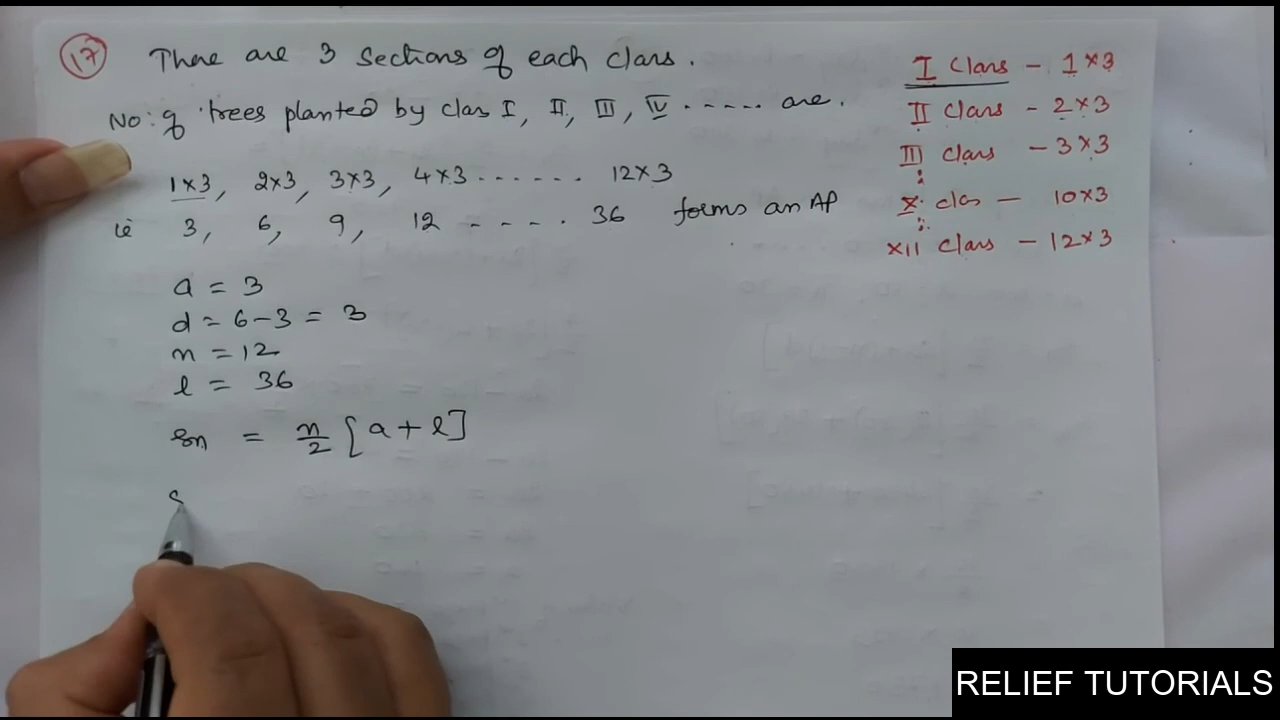 17 There are 3 Sections of each class.
No: of trees planted by class I, II, III, IV ...... are.
1×3, 2×3, 3×3, 4×3 ...... 12×3
ie 3, 6, 9, 12 ..... 36 forms an AP
a = 3
d = 6-3 = 3
n = 12
l = 36
Sn = n/2 [a+l]
S
I Class - 1×3
II Class - 2×3
III Class - 3×3
:
X clas - 10×3
:
XII Class - 12×3
RELIEF TUTORIALS